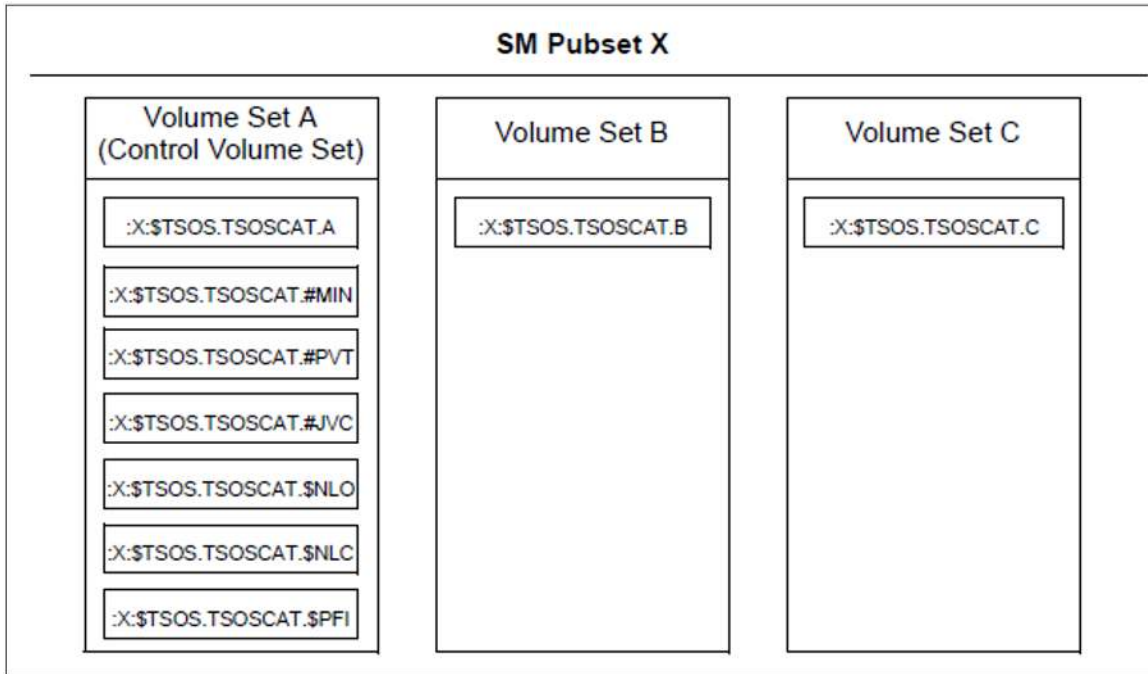 SM Pubset X
Volume Set A
(Control Volume Set)
:X:$TSOS.TSOSCAT.A
:X:$TSOS.TSOSCAT.#MIN
:X:$TSOS.TSOSCAT.#PVT
:X:$TSOS.TSOSCAT.#JVC
:X:$TSOS.TSOSCAT.$NLO
:X:$TSOS.TSOSCAT.$NLC
:X:$TSOS.TSOSCAT.$PFI
Volume Set B
:X:$TSOS.TSOSCAT.B
Volume Set C
:X:$TSOS.TSOSCAT.C